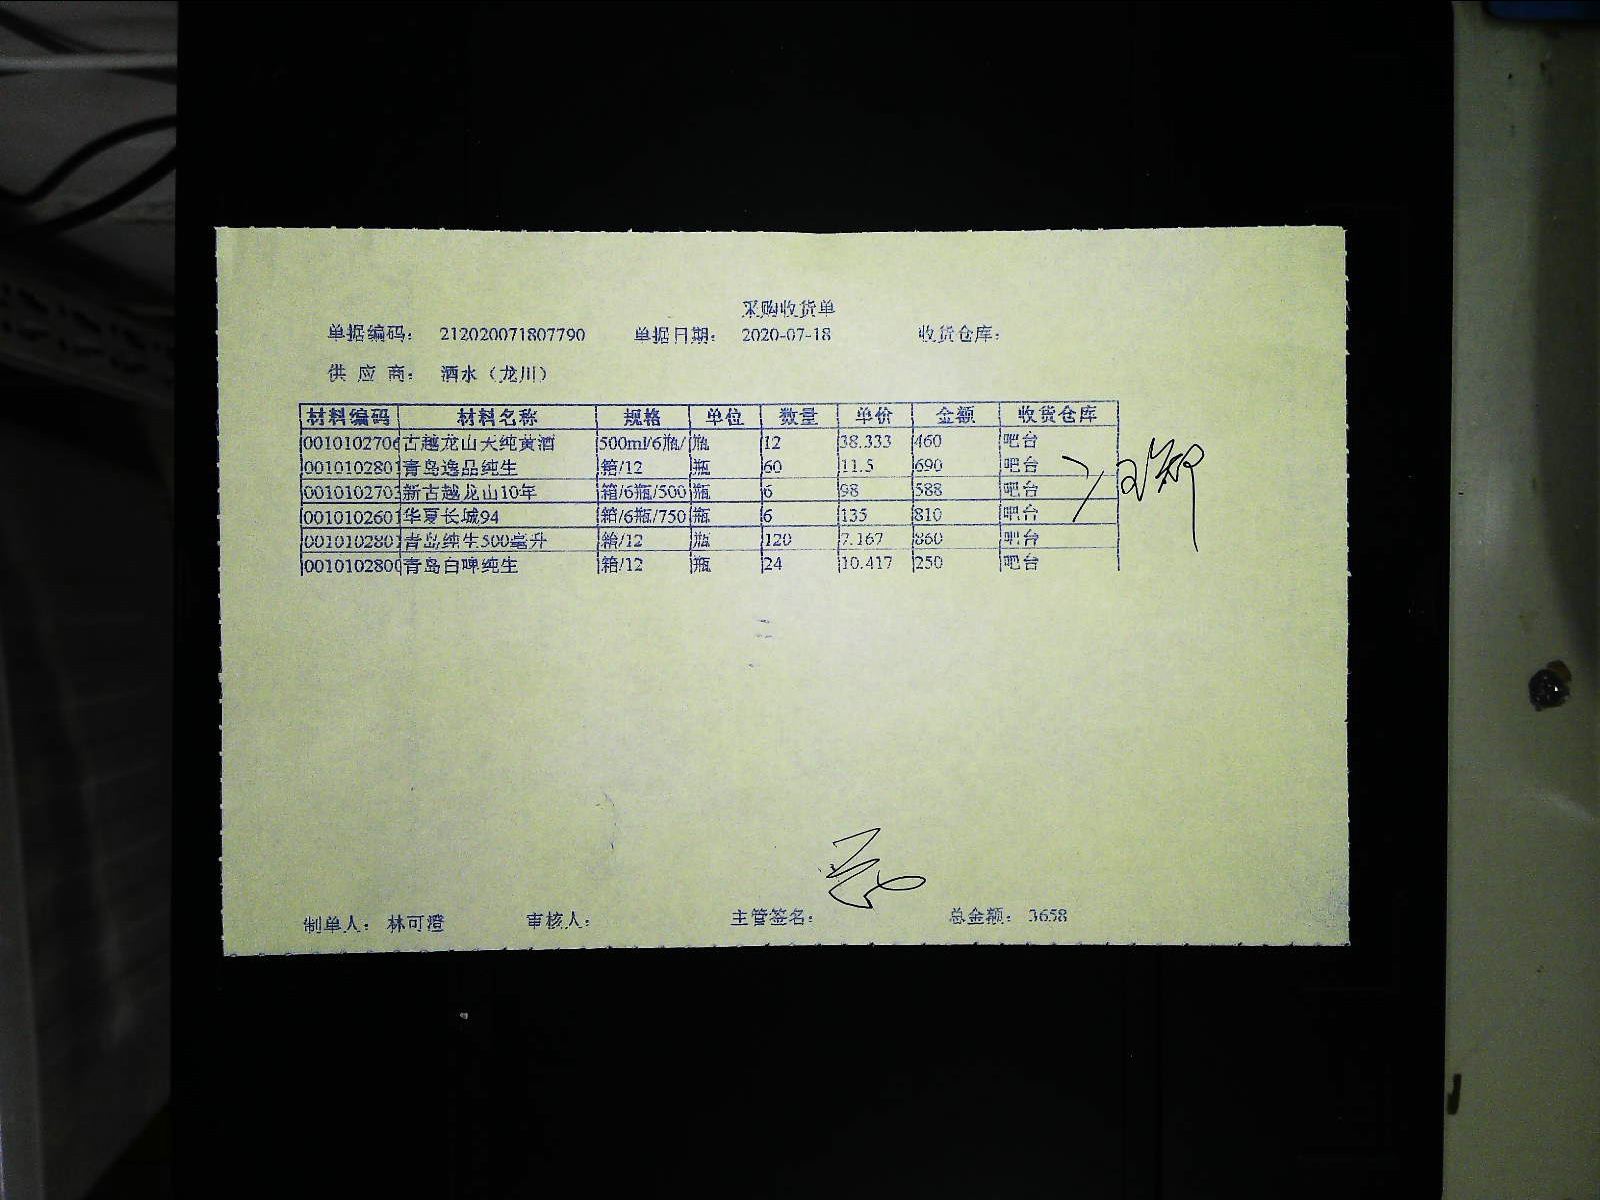 采购收货单
单据编码： 212020071807790 单据日期： 2020-07-18 收货仓库：
供 应 商： 酒水（龙川）
材料编码 材料名称 规格 单位 数量 单价 金额 收货仓库
0010102706 古越龙山天纯黄酒 500ml/6瓶/ 瓶 12 38.333 460 吧台
001010280 青岛逸品纯生 箱/12 瓶 60 11.5 690 吧台
001010270 新古越龙山10年 箱/6瓶/500 瓶 6 98 588 吧台
001010260 华夏长城94 箱/6瓶/750 瓶 6 135 810 吧台
001010280 青岛纯生500毫升 箱/12 瓶 120 7.167 860 吧台
0010102800 青岛白啤纯生 箱/12 瓶 24 10.417 250 吧台
制单人： 林可澄 审核人： 主管签名： 总金额： 3658